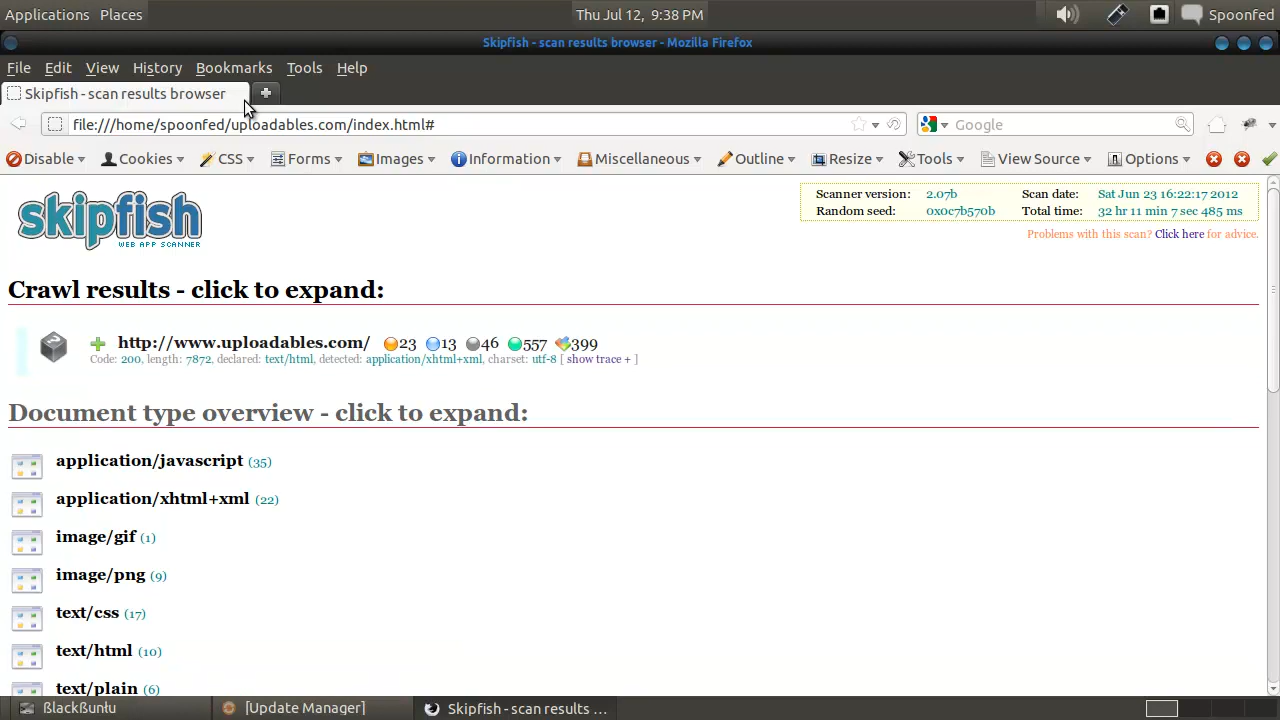 Applications Places Thu Jul 12, 9:38 PM Spoonfed
Skipfish - scan results browser - Mozilla Firefox
File Edit View History Bookmarks Tools Help
Skipfish - scan results browser
file:///home/spoonfed/uploadables.com/index.html# Google
Disable Cookies CSS Forms Images Information Miscellaneous Outline Resize Tools View Source Options
skipfish
WEB APP SCANNER
Scanner version: 2.07b Scan date: Sat Jun 23 16:22:17 2012
Random seed: 0x0c7b570b Total time: 32 hr 11 min 7 sec 485 ms
Problems with this scan? Click here for advice.
Crawl results - click to expand:
http://www.uploadables.com/ 23 13 46 557 399
Code: 200, length: 7872, declared: text/html, detected: application/xhtml+xml, charset: utf-8 [ show trace + ]
Document type overview - click to expand:
application/javascript (35)
application/xhtml+xml (22)
image/gif (1)
image/png (9)
text/css (17)
text/html (10)
text/plain (6)
ßlackßunłu [Update Manager] Skipfish - scan results ...